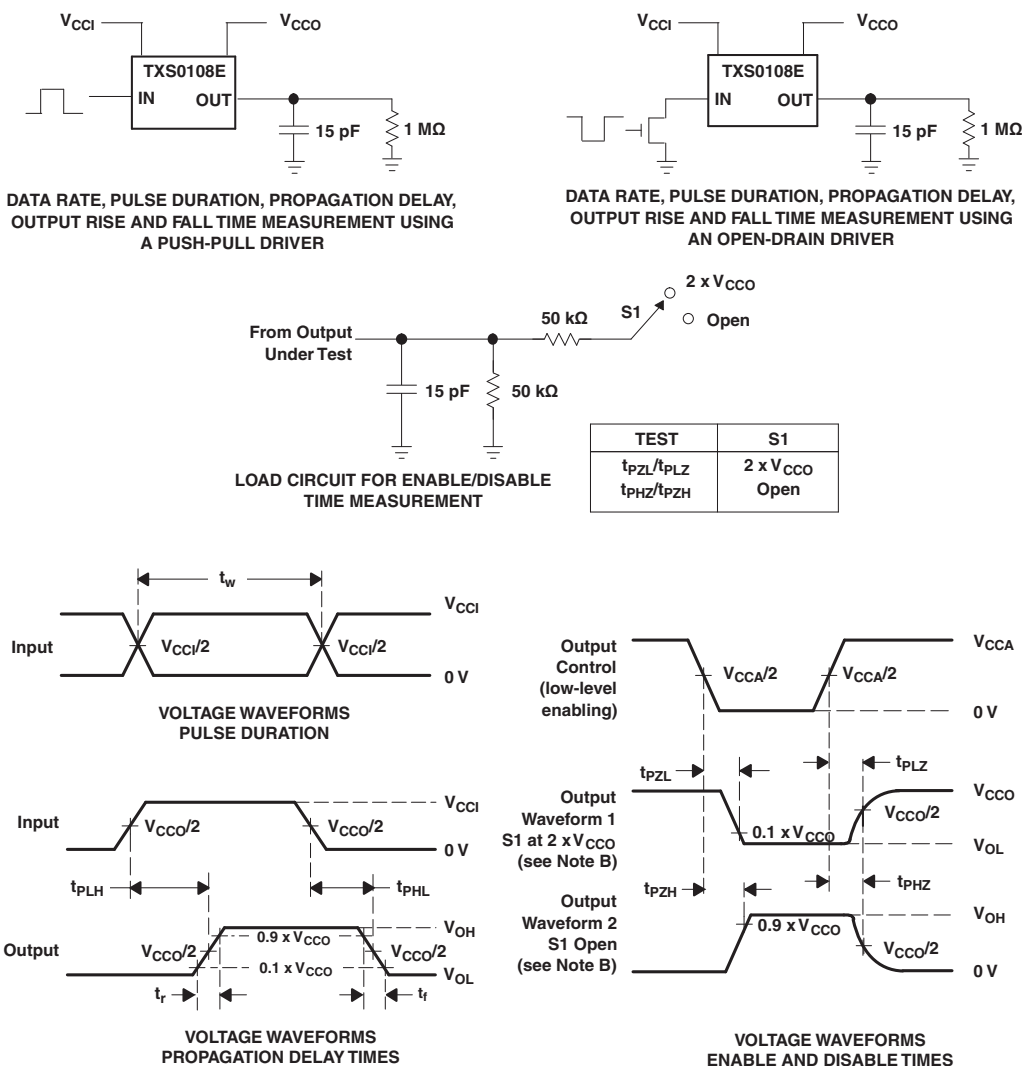 VCCI
VCCO
TXS0108E
IN
OUT
15 pF
1 MΩ
DATA RATE, PULSE DURATION, PROPAGATION DELAY,
OUTPUT RISE AND FALL TIME MEASUREMENT USING
A PUSH-PULL DRIVER
VCCI
VCCO
TXS0108E
IN
OUT
15 pF
1 MΩ
DATA RATE, PULSE DURATION, PROPAGATION DELAY,
OUTPUT RISE AND FALL TIME MEASUREMENT USING
AN OPEN-DRAIN DRIVER
From Output
Under Test
15 pF
50 kΩ
50 kΩ
S1
2 x VCCO
Open
LOAD CIRCUIT FOR ENABLE/DISABLE
TIME MEASUREMENT
TEST S1
tPZL/tPLZ 2 x VCCO
tPHZ/tPZH Open
tw
Input
VCCI
VCCI/2
VCCI/2
0 V
VOLTAGE WAVEFORMS
PULSE DURATION
Input
VCCI
VCCO/2
VCCO/2
0 V
tPLH
tPHL
Output
VOH
VCCO/2
0.9 x VCCO
VCCO/2
0.1 x VCCO
VOL
tr
tf
VOLTAGE WAVEFORMS
PROPAGATION DELAY TIMES
Output
Control
(low-level
enabling)
VCCA
VCCA/2
VCCA/2
0 V
tPZL
tPLZ
Output
Waveform 1
S1 at 2 x VCCO
(see Note B)
VCCO
VCCO/2
0.1 x VCCO
VOL
tPZH
tPHZ
Output
Waveform 2
S1 Open
(see Note B)
VOH
0.9 x VCCO
VCCO/2
0 V
VOLTAGE WAVEFORMS
ENABLE AND DISABLE TIMES